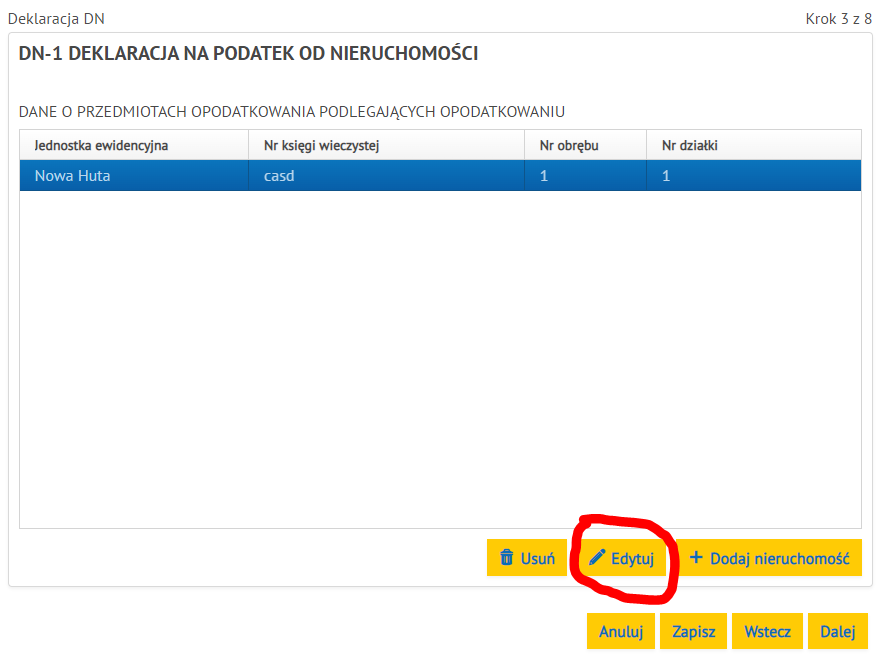 Deklaracja DN Krok 3 z 8
DN-1 DEKLARACJA NA PODATEK OD NIERUCHOMOŚCI
DANE O PRZEDMIOTACH OPODATKOWANIA PODLEGAJĄCYCH OPODATKOWANIU
Jednostka ewidencyjna Nr księgi wieczystej Nr obrębu Nr działki
Nowa Huta casd 1 1
Usuń Edytuj + Dodaj nieruchomość
Anuluj Zapisz Wstecz Dalej